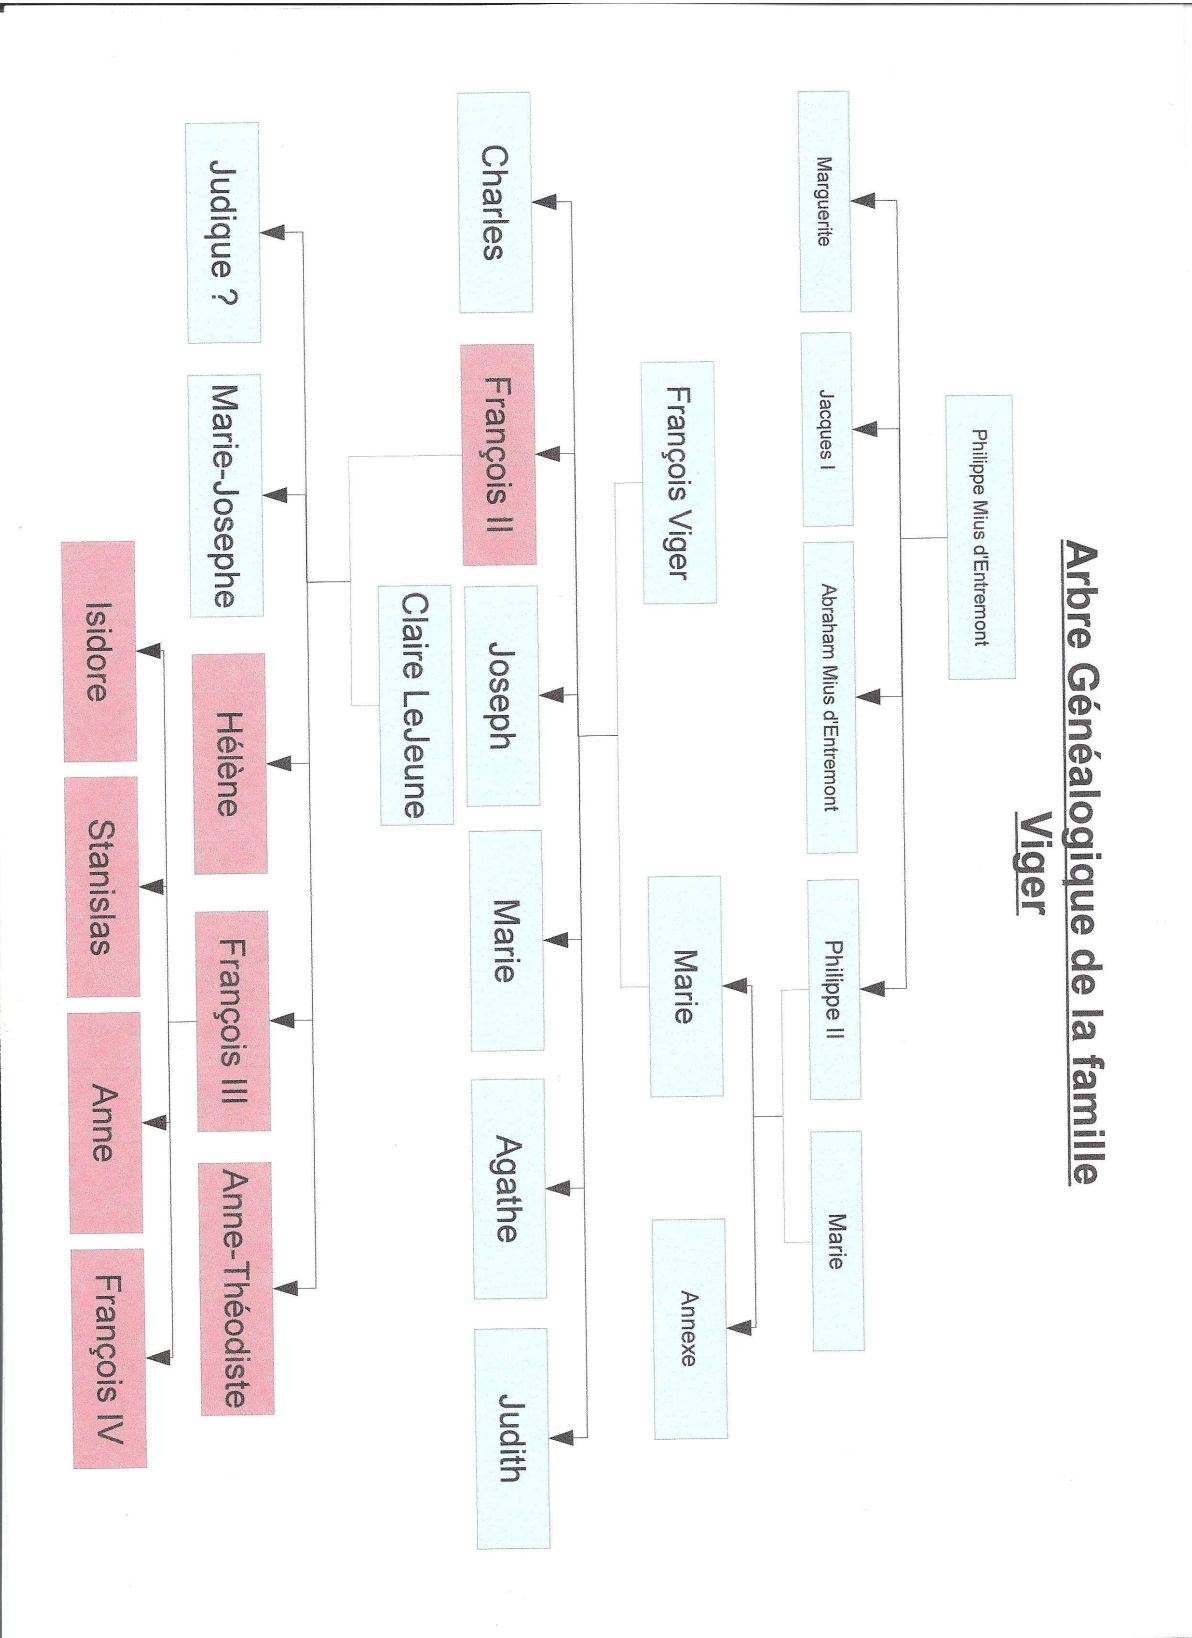 Arbre Généalogique de la famille
Viger
Philippe Mius d'Entremont
Marguerite
Jacques I
Abraham Mius d'Entremont
Philippe II
Marie
François Viger
Marie
Annexe
Charles
François II
Joseph
Marie
Agathe
Judith
Claire LeJeune
Judique ?
Marie-Josephe
Hélène
François III
Anne-Théodiste
Isidore
Stanislas
Anne
François IV